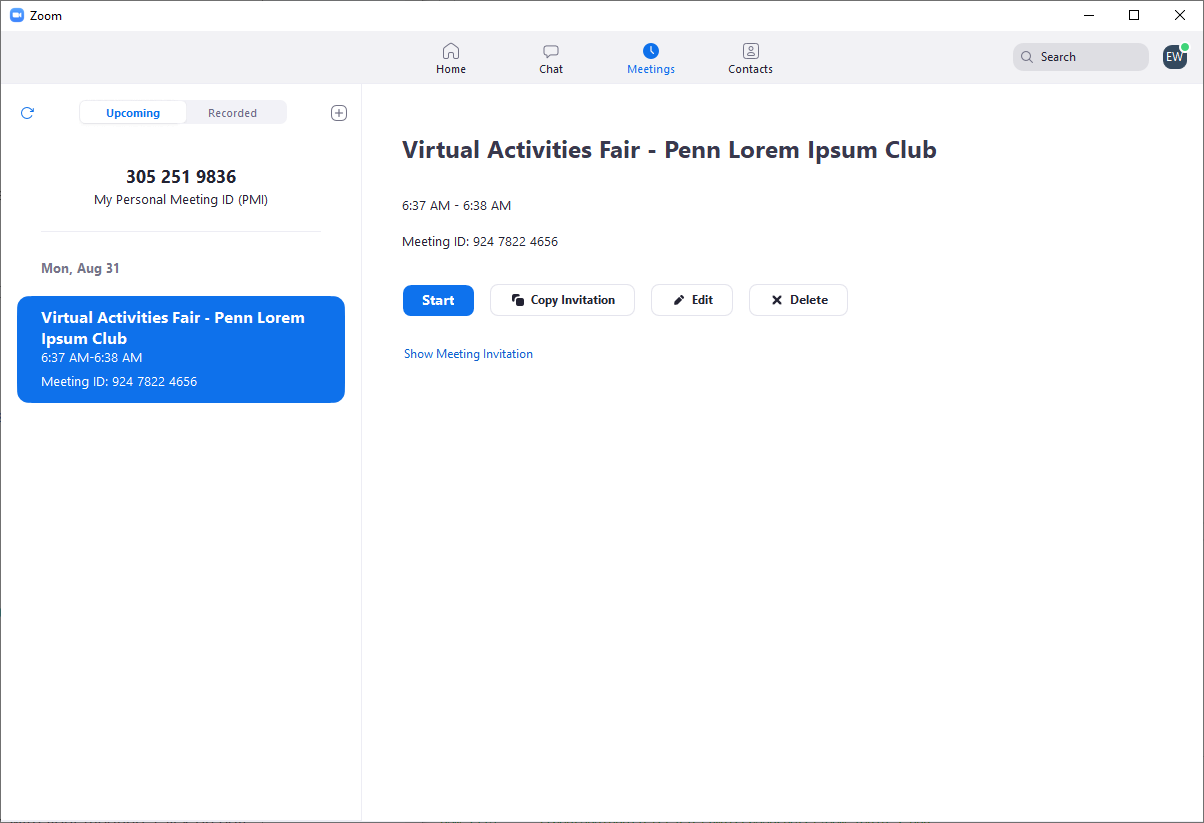 Zoom
Home
Chat
Meetings
Contacts
Search
EW
Upcoming
Recorded
305 251 9836
My Personal Meeting ID (PMI)
Mon, Aug 31
Virtual Activities Fair - Penn Lorem
Ipsum Club
6:37 AM-6:38 AM
Meeting ID: 924 7822 4656
Virtual Activities Fair - Penn Lorem Ipsum Club
6:37 AM - 6:38 AM
Meeting ID: 924 7822 4656
Start
Copy Invitation
Edit
Delete
Show Meeting Invitation